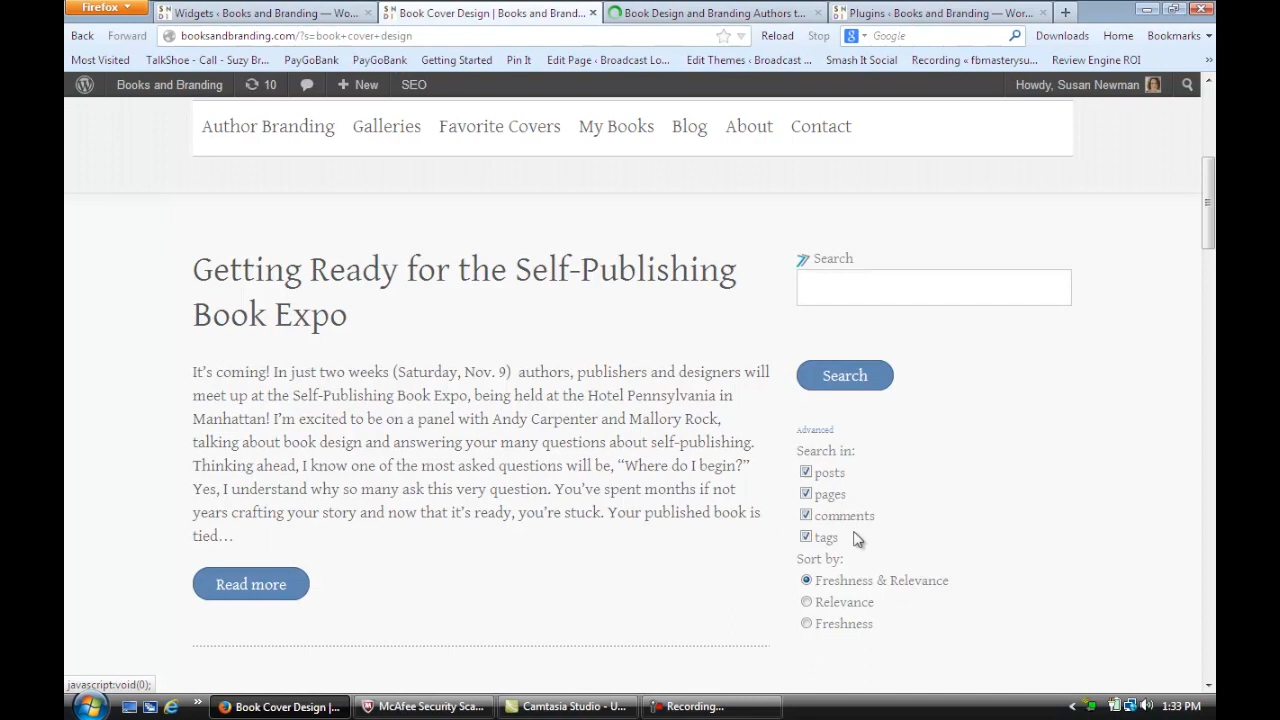 Firefox
Widgets ‹ Books and Branding — Wo...
Book Cover Design | Books and Brand...
Book Design and Branding Authors t...
Plugins ‹ Books and Branding — Wor...
Back
Forward
booksandbranding.com/?s=book+cover+design
Reload
Stop
Google
Downloads
Home
Bookmarks
Most Visited
TalkShoe - Call - Suzy Br...
PayGoBank
PayGoBank
Getting Started
Pin It
Edit Page ‹ Broadcast Lo...
Edit Themes ‹ Broadcast ...
Smash It Social
Recording « fbmasterysu...
Review Engine ROI
Books and Branding
10
New
SEO
Howdy, Susan Newman
Author Branding
Galleries
Favorite Covers
My Books
Blog
About
Contact
Getting Ready for the Self-Publishing
Book Expo
It’s coming! In just two weeks (Saturday, Nov. 9) authors, publishers and designers will
meet up at the Self-Publishing Book Expo, being held at the Hotel Pennsylvania in
Manhattan! I’m excited to be on a panel with Andy Carpenter and Mallory Rock,
talking about book design and answering your many questions about self-publishing.
Thinking ahead, I know one of the most asked questions will be, “Where do I begin?”
Yes, I understand why so many ask this very question. You’ve spent months if not
years crafting your story and now that it’s ready, you’re stuck. Your published book is
tied…
Read more
Search
Search
Advanced
Search in:
posts
pages
comments
tags
Sort by:
Freshness & Relevance
Relevance
Freshness
javascript:void(0);
Book Cover Design |...
McAfee Security Sca...
Camtasia Studio - U...
Recording...
1:33 PM